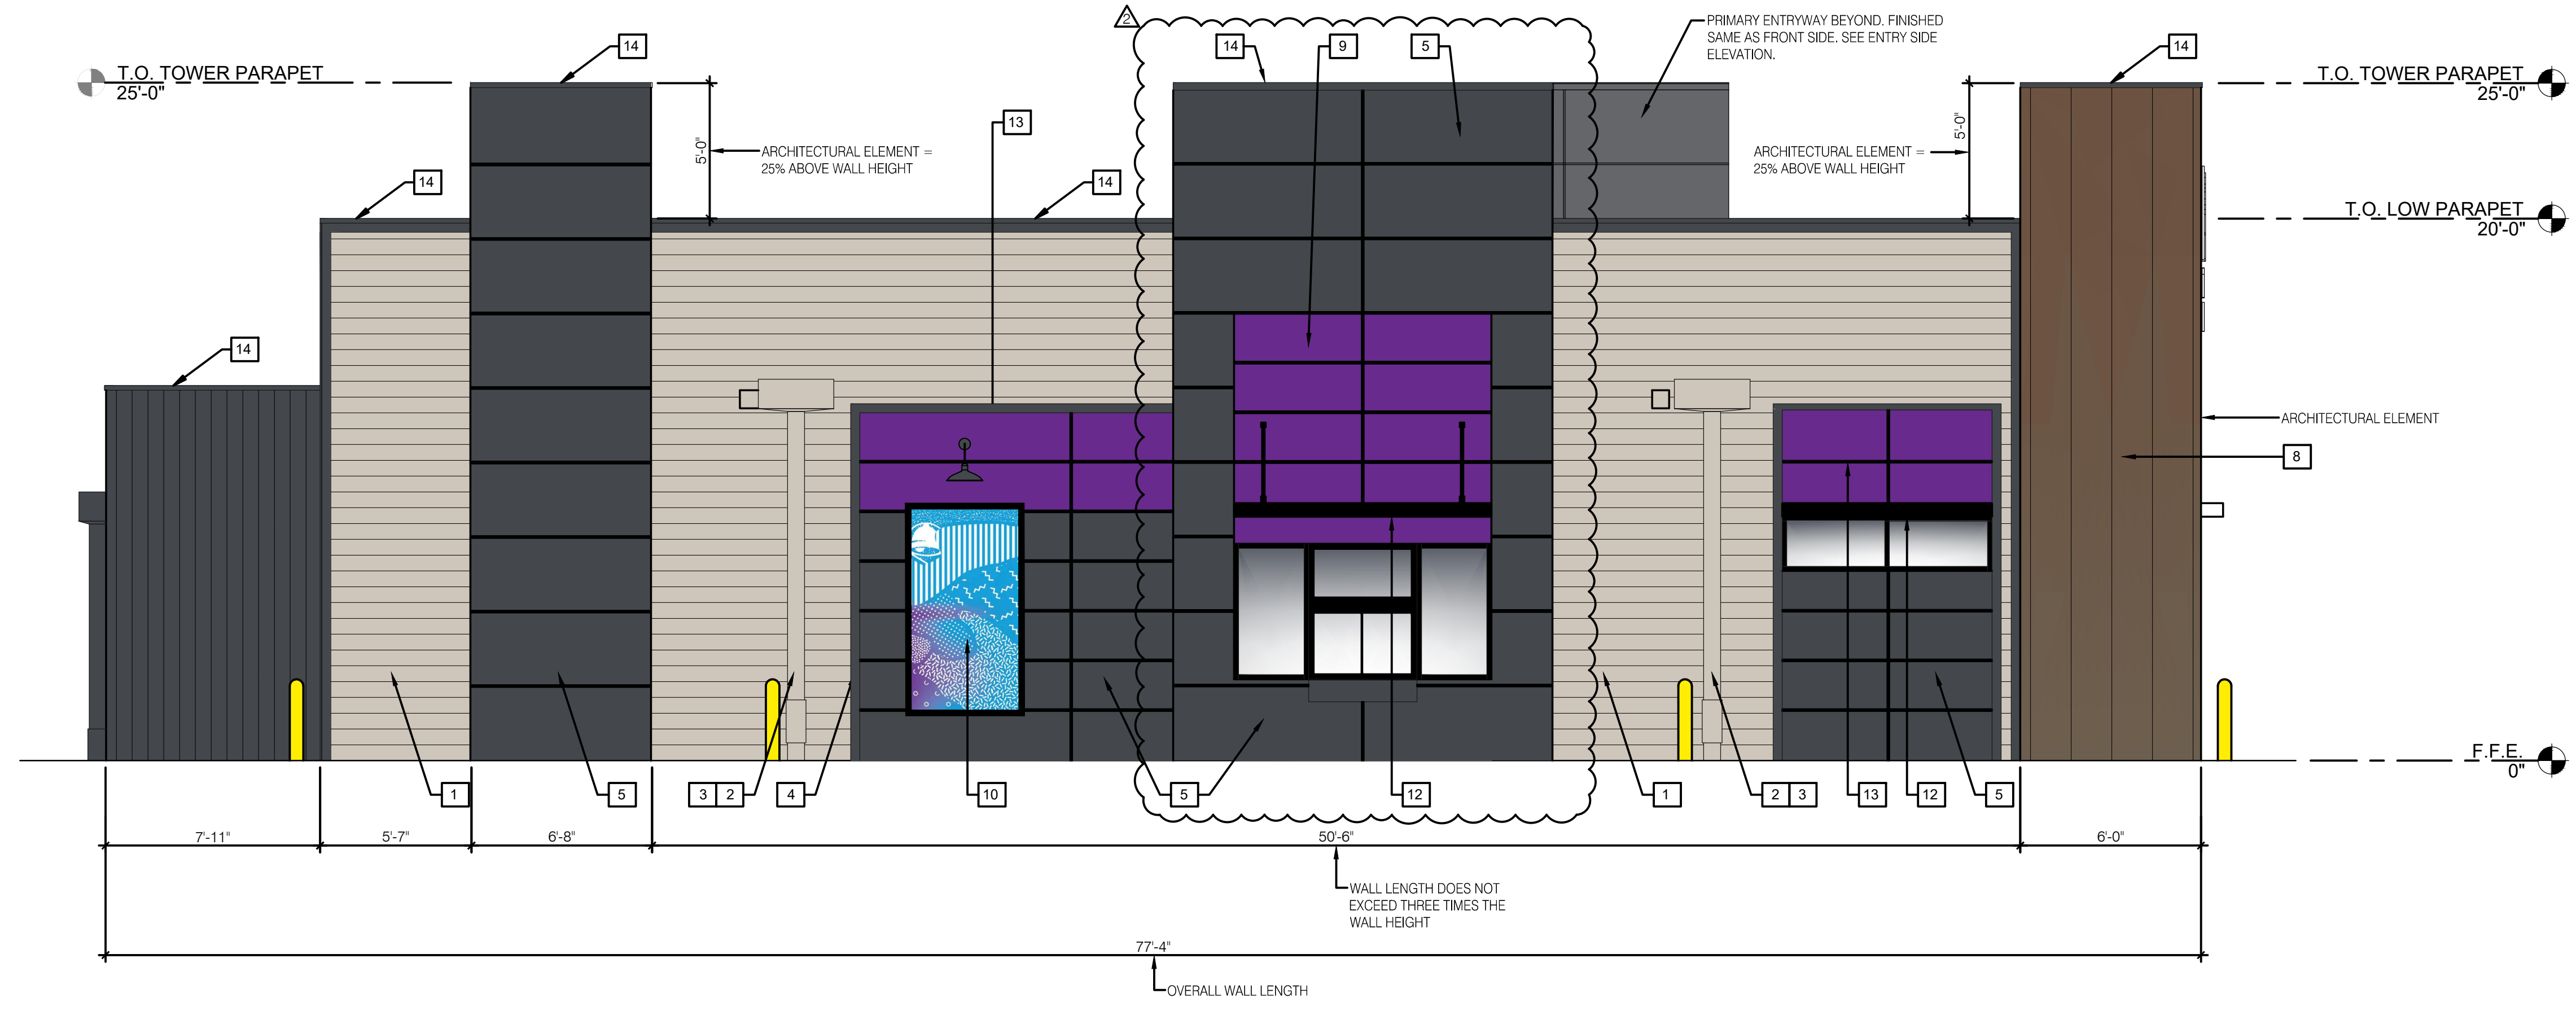 2
PRIMARY ENTRYWAY BEYOND. FINISHED
SAME AS FRONT SIDE. SEE ENTRY SIDE
ELEVATION.
14
14
9
5
14
T.O. TOWER PARAPET
25'-0"
T.O. TOWER PARAPET
25'-0"
13
5'-0"
ARCHITECTURAL ELEMENT =
25% ABOVE WALL HEIGHT
5'-0"
ARCHITECTURAL ELEMENT =
25% ABOVE WALL HEIGHT
14
14
T.O. LOW PARAPET
20'-0"
14
ARCHITECTURAL ELEMENT
8
F.F.E.
0"
1
5
3
2
4
10
5
12
1
2
3
13
12
5
7'-11"
5'-7"
6'-8"
50'-6"
6'-0"
WALL LENGTH DOES NOT
EXCEED THREE TIMES THE
WALL HEIGHT
77'-4"
OVERALL WALL LENGTH